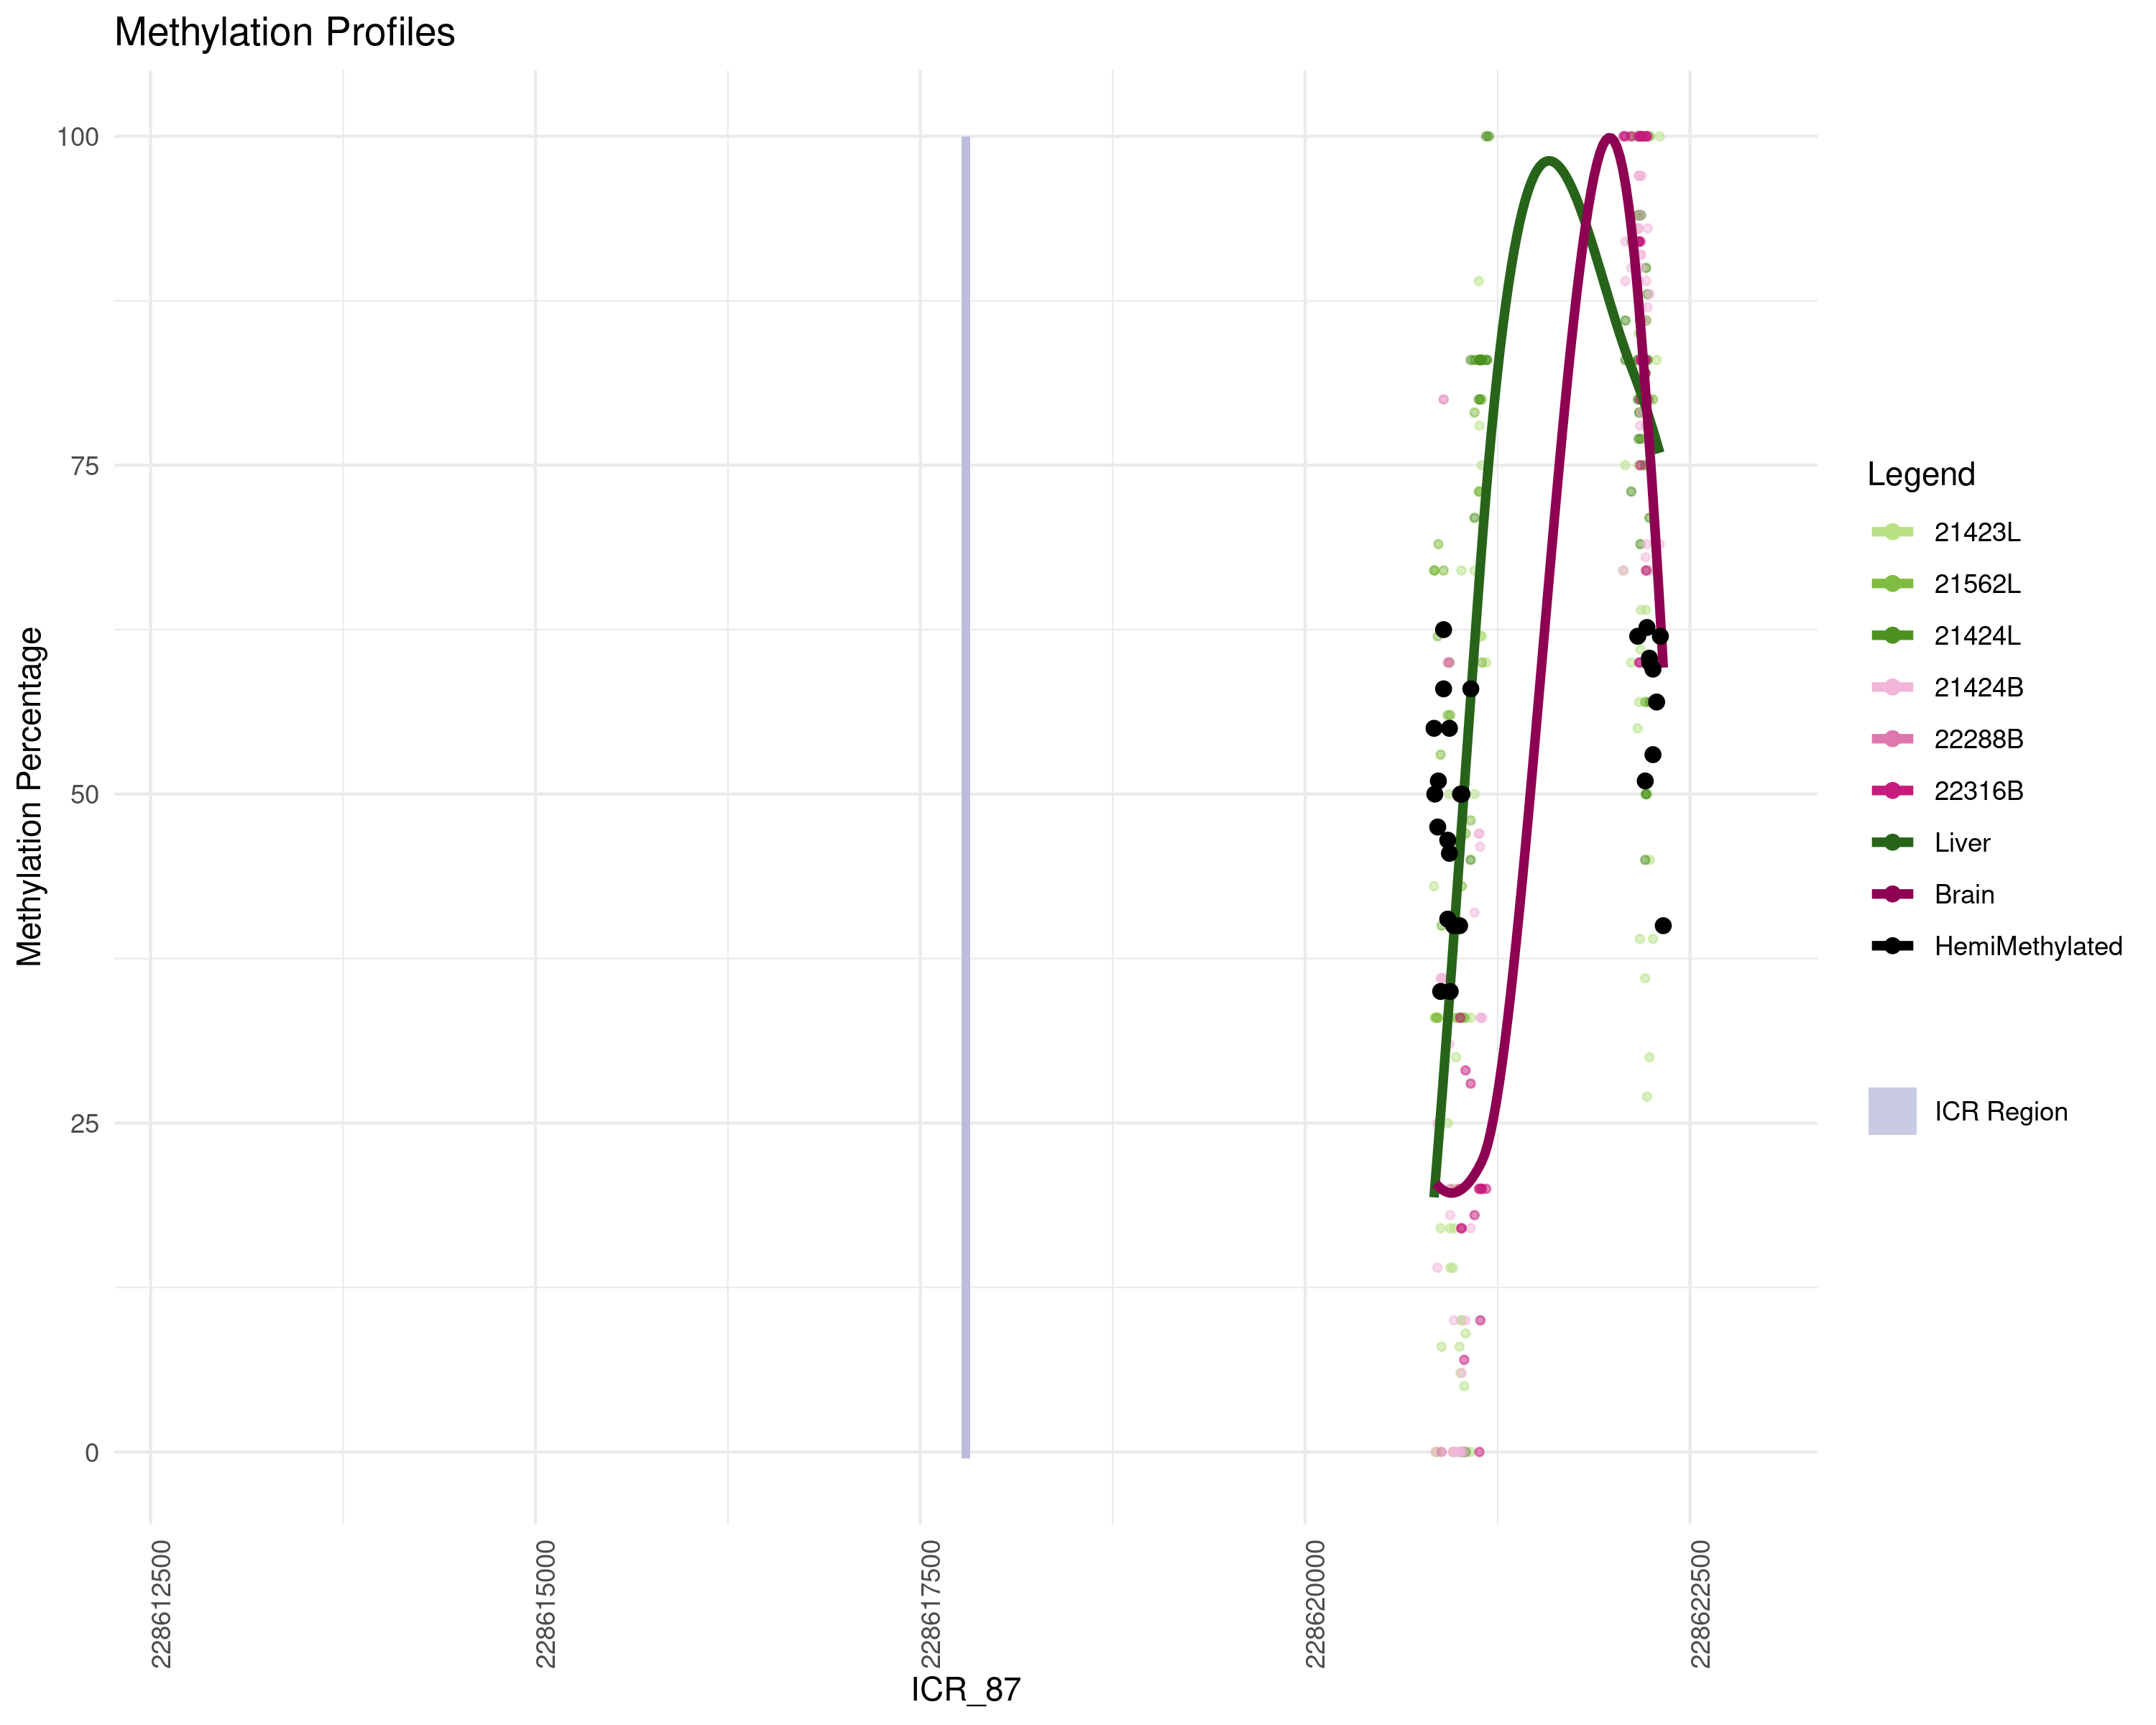 Methylation Profiles
Methylation Percentage
100
75
50
25
0
228612500
228615000
228617500
228620000
228622500
ICR_87
Legend
21423L
21562L
21424L
21424B
22288B
22316B
Liver
Brain
HemiMethylated
ICR Region